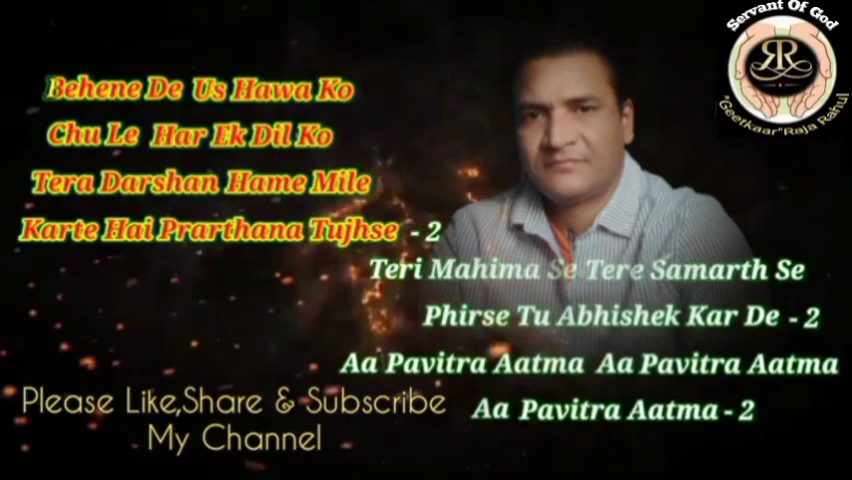 Servant Of God
RR
"Geetkaar" Raja Rahul
Behene De Us Hawa Ko
Chu Le Har Ek Dil Ko
Tera Darshan Hame Mile
Karte Hai Prarthana Tujhse - 2
Teri Mahima Se Tere Samarth Se
Phirse Tu Abhishek Kar De - 2
Aa Pavitra Aatma Aa Pavitra Aatma
Aa Pavitra Aatma - 2
Please Like,Share & Subscribe
My Channel